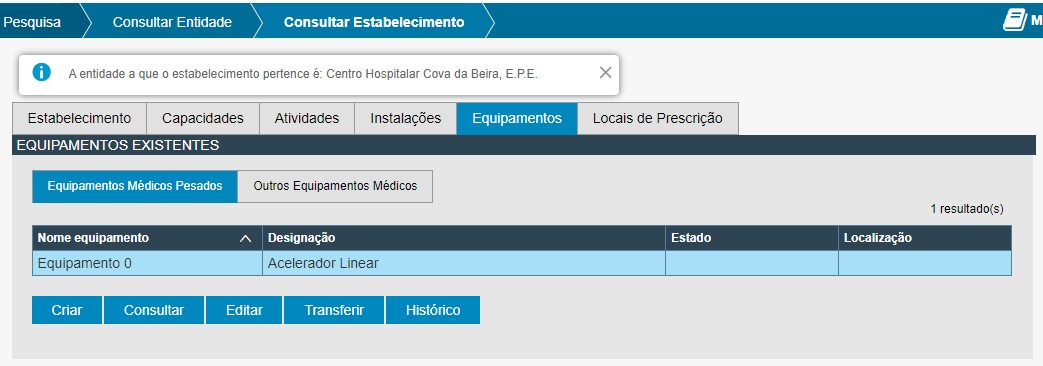 Pesquisa Consultar Entidade Consultar Estabelecimento M
A entidade a que o estabelecimento pertence é: Centro Hospitalar Cova da Beira, E.P.E.
Estabelecimento Capacidades Atividades Instalações Equipamentos Locais de Prescrição
EQUIPAMENTOS EXISTENTES
Equipamentos Médicos Pesados Outros Equipamentos Médicos
1 resultado(s)
Nome equipamento Designação Estado Localização
Equipamento 0 Acelerador Linear
Criar Consultar Editar Transferir Histórico